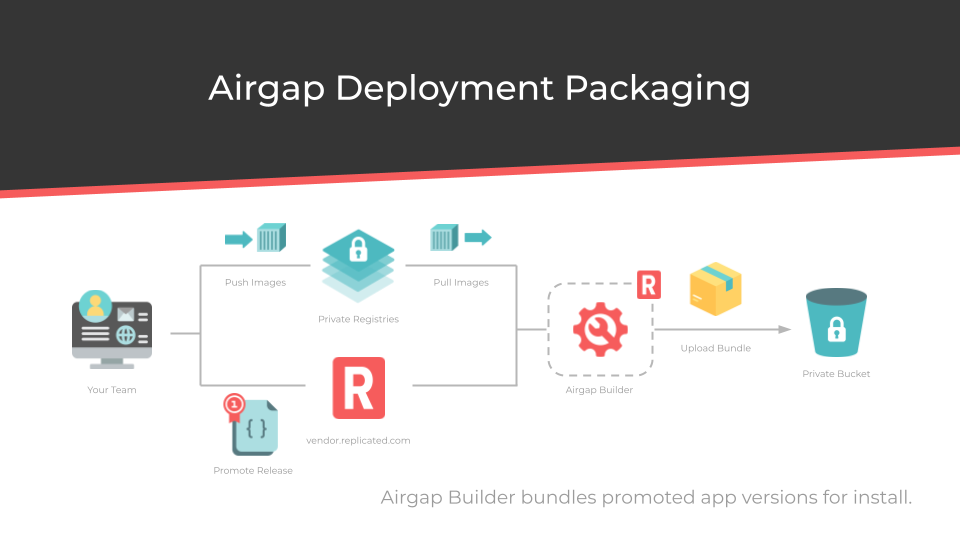 Airgap Deployment Packaging
Push Images
Pull Images
Private Registries
R
Upload Bundle
Your Team
Airgap Builder
Private Bucket
R
1
{ }
vendor.replicated.com
Promote Release
Airgap Builder bundles promoted app versions for install.